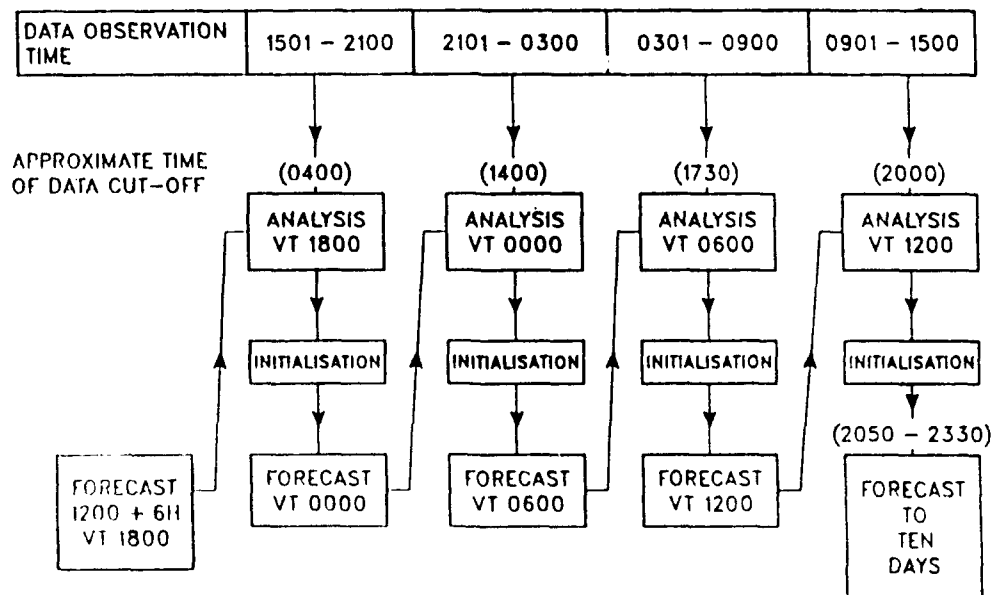 DATA OBSERVATION
TIME
1501 – 2100
2101 – 0300
0301 – 0900
0901 – 1500
APPROXIMATE TIME
OF DATA CUT–OFF
(0400)
(1400)
(1730)
(2000)
ANALYSIS
VT 1800
ANALYSIS
VT 0000
ANALYSIS
VT 0600
ANALYSIS
VT 1200
INITIALISATION
INITIALISATION
INITIALISATION
INITIALISATION
(2050 – 2330)
FORECAST
1200 + 6H
VT 1800
FORECAST
VT 0000
FORECAST
VT 0600
FORECAST
VT 1200
FORECAST
TO
TEN
DAYS